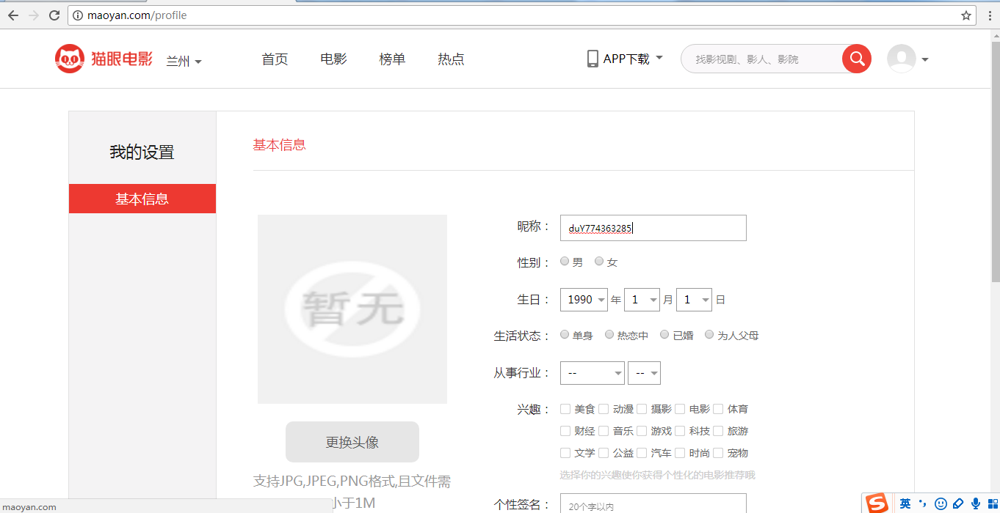 maoyan.com/profile
猫眼电影 兰州 首页 电影 榜单 热点 APP下载 找影视剧、影人、影院
我的设置
基本信息
基本信息
暂无
更换头像
支持JPG,JPEG,PNG格式,且文件需
小于1M
昵称： duY774363285
性别： 男 女
生日： 1990 年 1 月 1 日
生活状态： 单身 热恋中 已婚 为人父母
从事行业： -- --
兴趣： 美食 动漫 摄影 电影 体育
财经 音乐 游戏 科技 旅游
文学 公益 汽车 时尚 宠物
选择你的兴趣使你获得个性化的电影推荐哦
个性签名： 20个字以内
maoyan.com
S 英